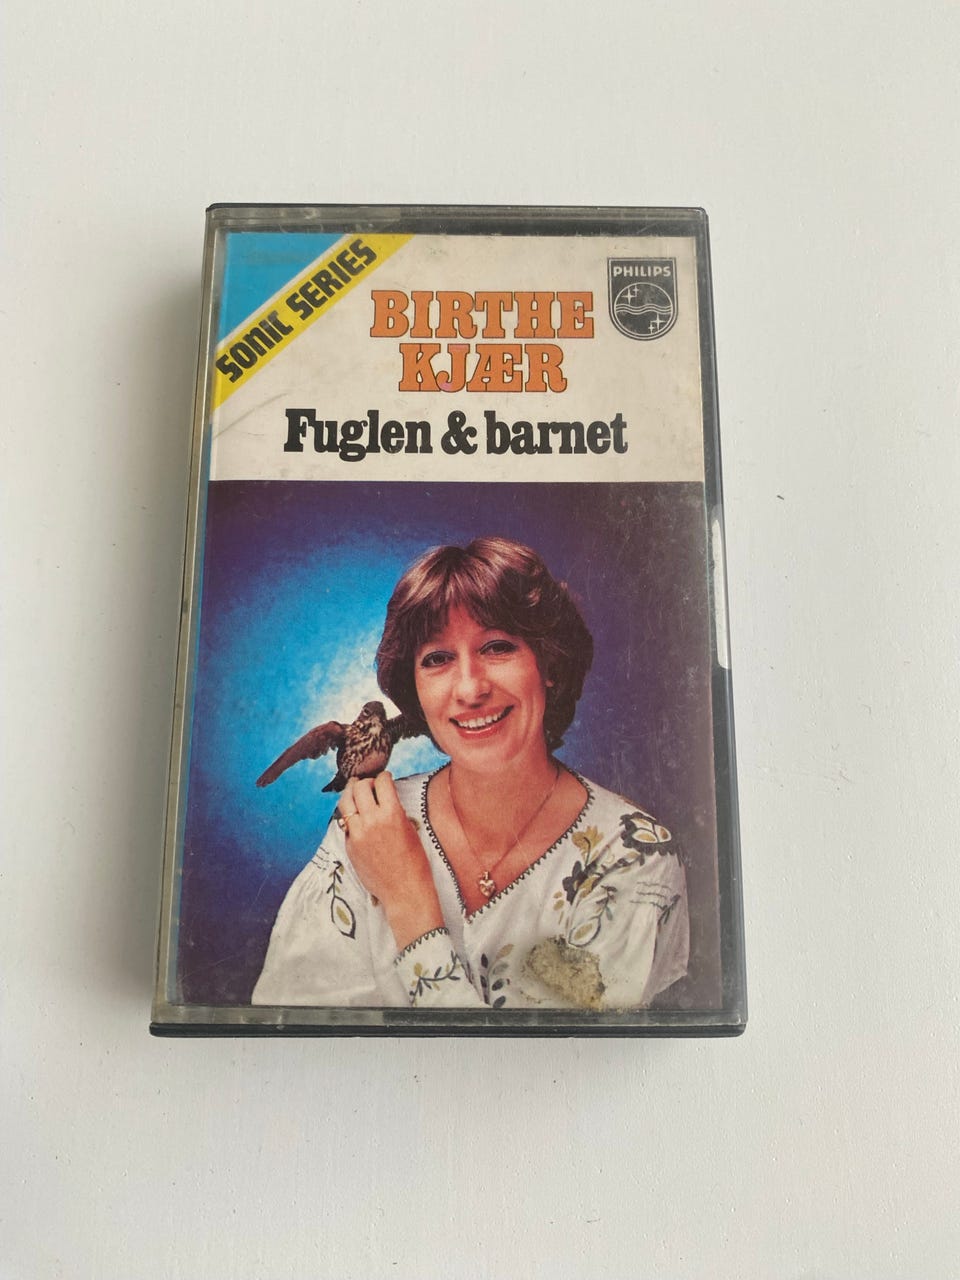 SONIC SERIES
PHILIPS
BIRTHE
KJÆR
Fuglen & barnet